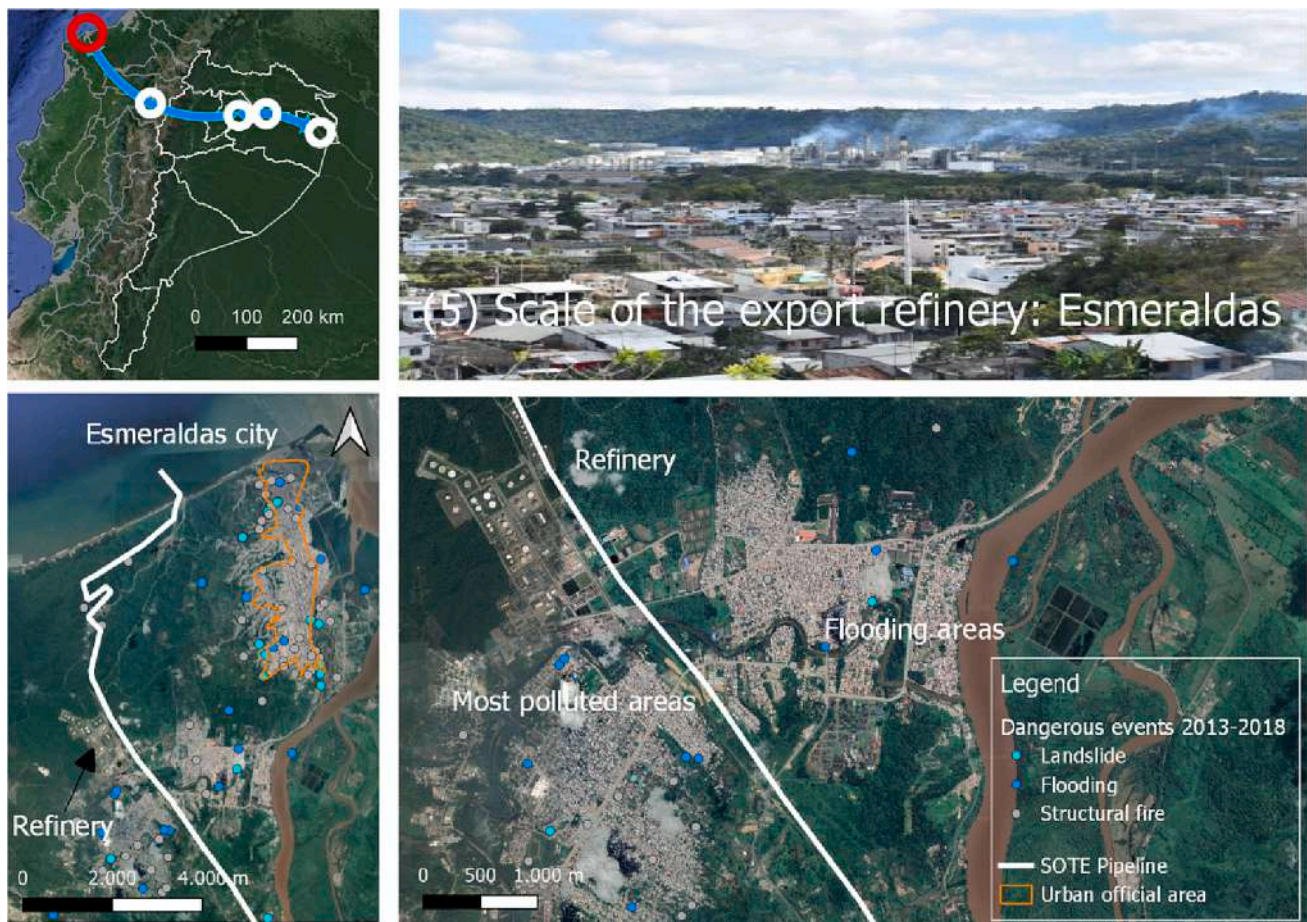 0 100 200 km
(5) Scale of the export refinery: Esmeraldas
Esmeraldas city
Refinery
0 2.000 4.000 m
Refinery
Flooding areas
Most polluted areas
0 500 1.000 m
Legend
Dangerous events 2013-2018
Landslide
Flooding
Structural fire
SOTE Pipeline
Urban official area